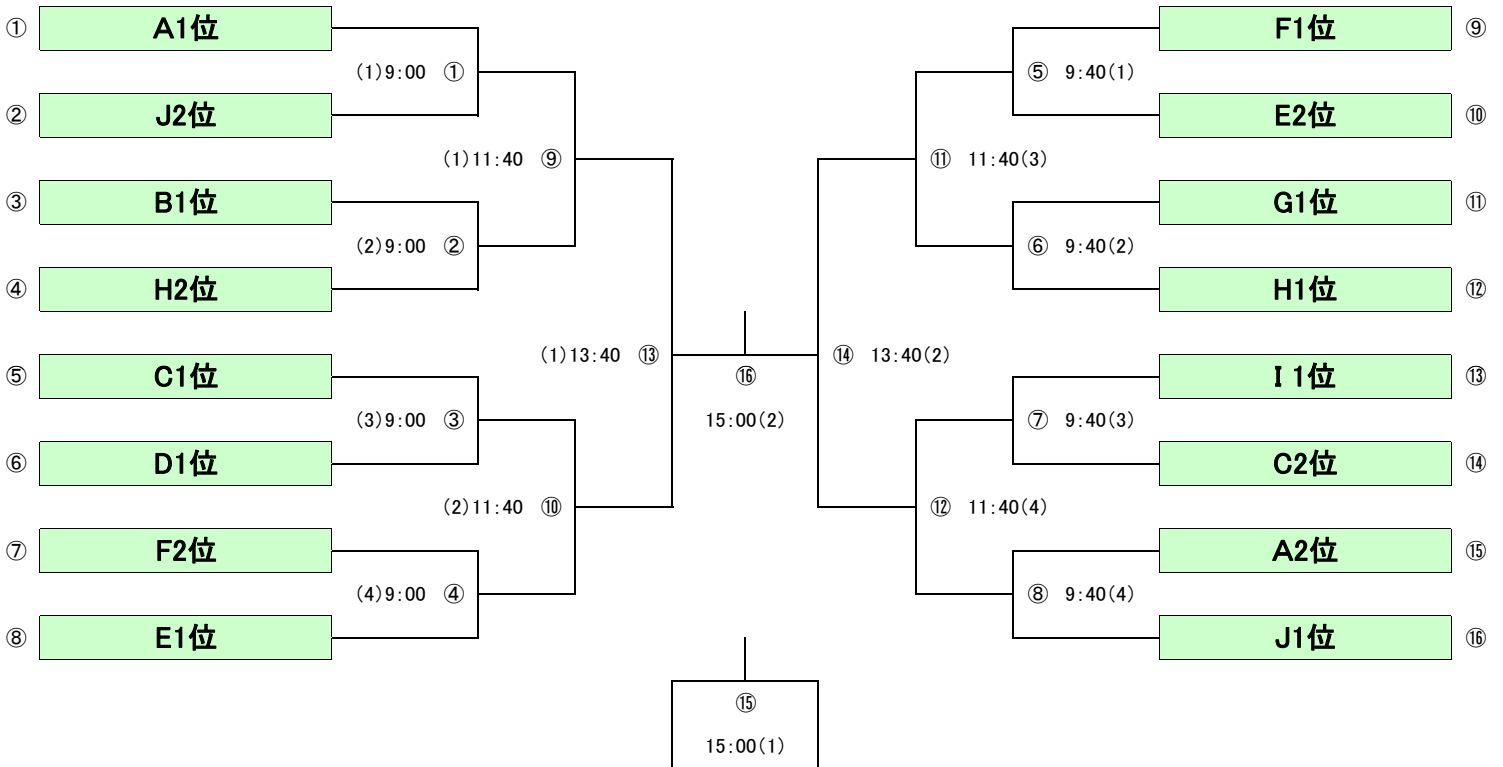 ① A1位 F1位 ⑨
(1)9:00 ① ⑤ 9:40(1)
② J2位 E2位 ⑩
(1)11:40 ⑨ ⑪ 11:40(3)
③ B1位 G1位 ⑪
(2)9:00 ② ⑥ 9:40(2)
④ H2位 H1位 ⑫
(1)13:40 ⑬ ⑭ 13:40(2)
⑤ C1位 ⑯ I 1位 ⑬
(3)9:00 ③ 15:00(2) ⑦ 9:40(3)
⑥ D1位 C2位 ⑭
(2)11:40 ⑩ ⑫ 11:40(4)
⑦ F2位 A2位 ⑮
(4)9:00 ④ ⑧ 9:40(4)
⑧ E1位 J1位 ⑯
⑮
15:00(1)